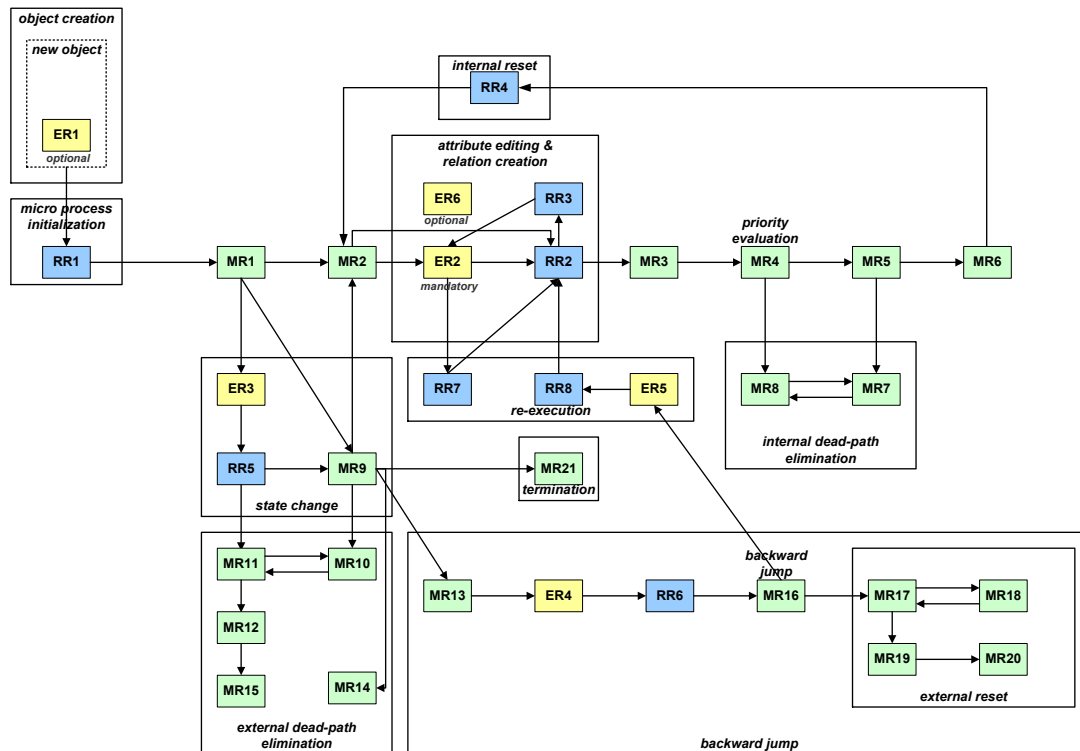 object creation
new object
ER1
optional
micro process
initialization
RR1
internal reset
RR4
attribute editing &
relation creation
ER6
optional
RR3
priority
evaluation
MR1
MR2
ER2
mandatory
RR2
MR3
MR4
MR5
MR6
ER3
RR5
MR9
state change
RR7
RR8
ER5
re-execution
MR8
MR7
internal dead-path
elimination
MR21
termination
MR11
MR10
MR12
MR15
MR14
external dead-path
elimination
backward
jump
MR13
ER4
RR6
MR16
MR17
MR18
MR19
MR20
external reset
backward jump